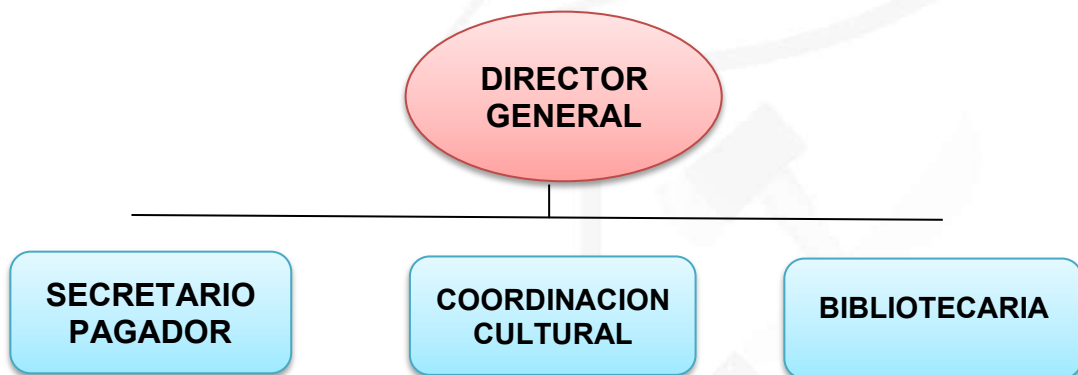 DIRECTOR
GENERAL
SECRETARIO
PAGADOR
COORDINACION
CULTURAL
BIBLIOTECARIA